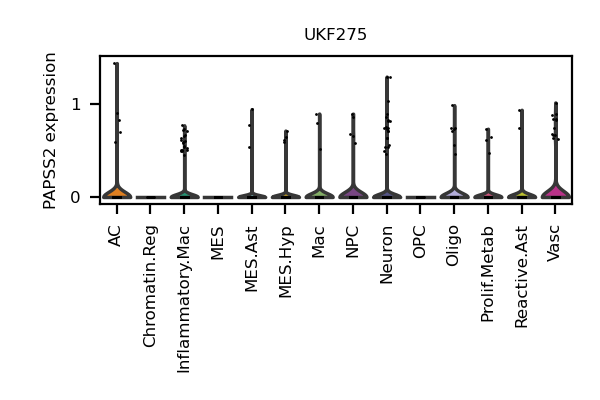 UKF275
PAPSS2 expression
1
0
AC
Chromatin.Reg
Inflammatory.Mac
MES
MES.Ast
MES.Hyp
Mac
NPC
Neuron
OPC
Oligo
Prolif.Metab
Reactive.Ast
Vasc